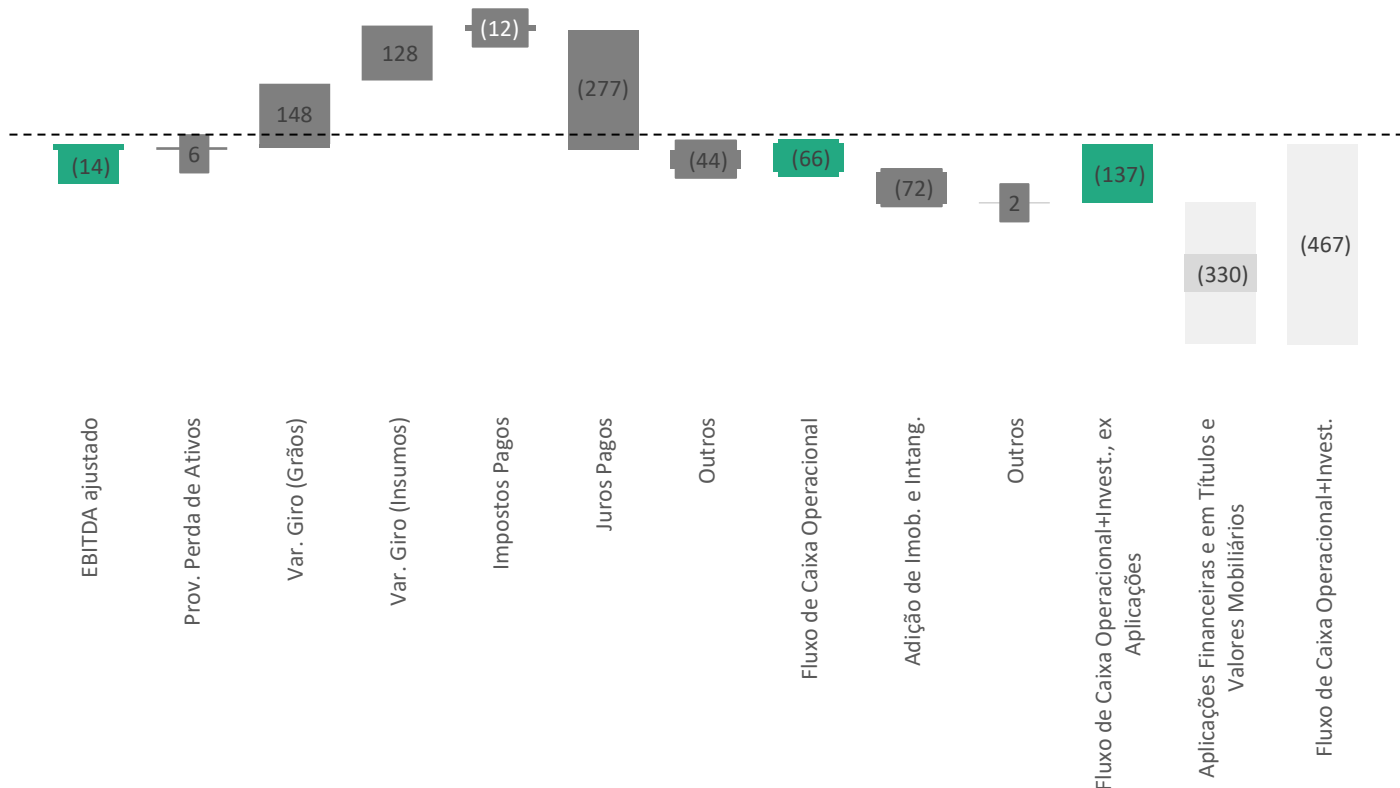 (14)
6
148
128
(12)
(277)
(44)
(66)
(72)
2
(137)
(330)
(467)
EBITDA ajustado
Prov. Perda de Ativos
Var. Giro (Grãos)
Var. Giro (Insumos)
Impostos Pagos
Juros Pagos
Outros
Fluxo de Caixa Operacional
Adição de Imob. e Intang.
Outros
Fluxo de Caixa Operacional+Invest., ex
Aplicações
Aplicações Financeiras e em Títulos e
Valores Mobiliários
Fluxo de Caixa Operacional+Invest.